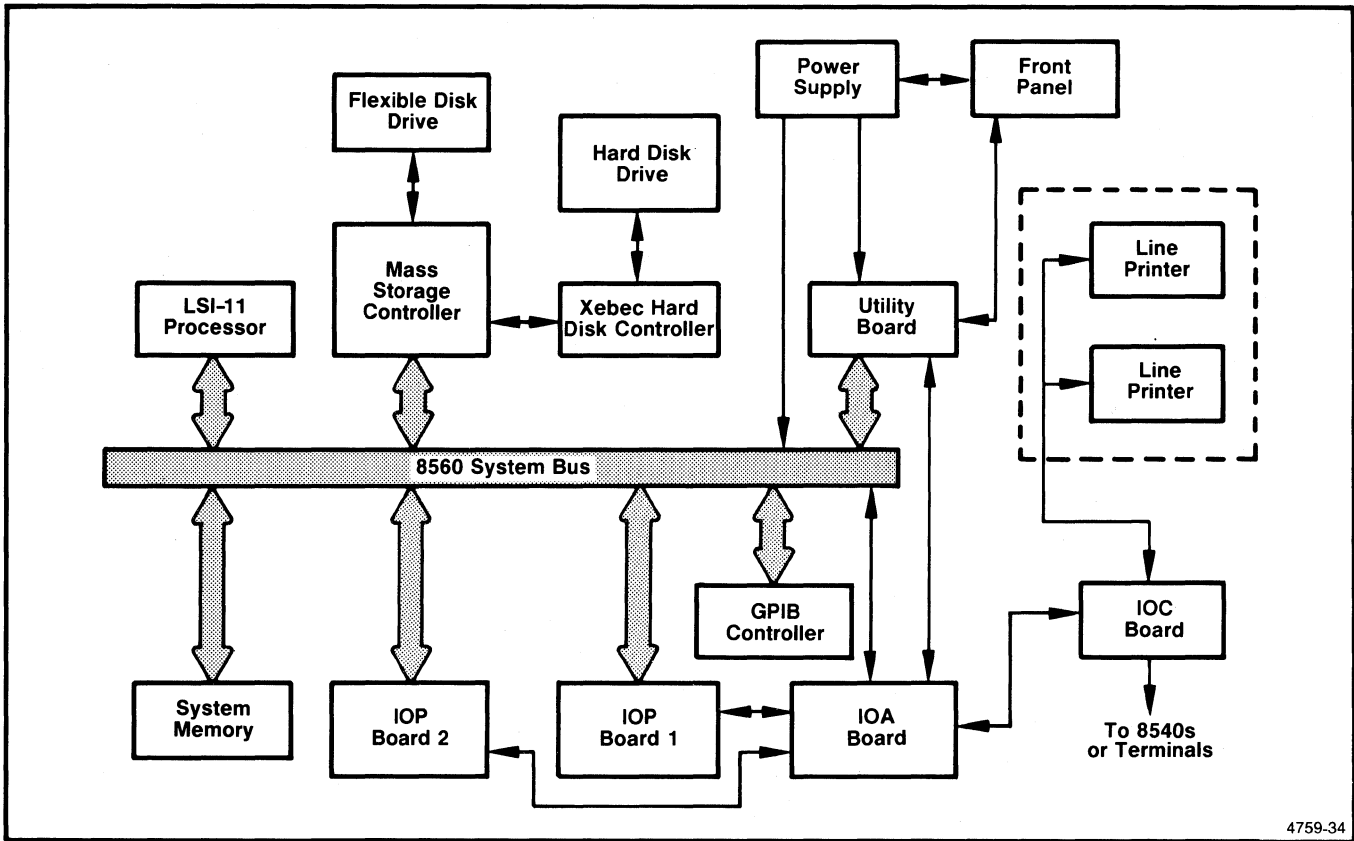 Power
Supply
Front
Panel
Flexible Disk
Drive
Hard Disk
Drive
Line
Printer
Mass
Storage
Controller
LSI-11
Processor
Xebec Hard
Disk Controller
Utility
Board
Line
Printer
8560 System Bus
GPIB
Controller
IOC
Board
System
Memory
IOP
Board 2
IOP
Board 1
IOA
Board
To 8540s
or Terminals
4759-34